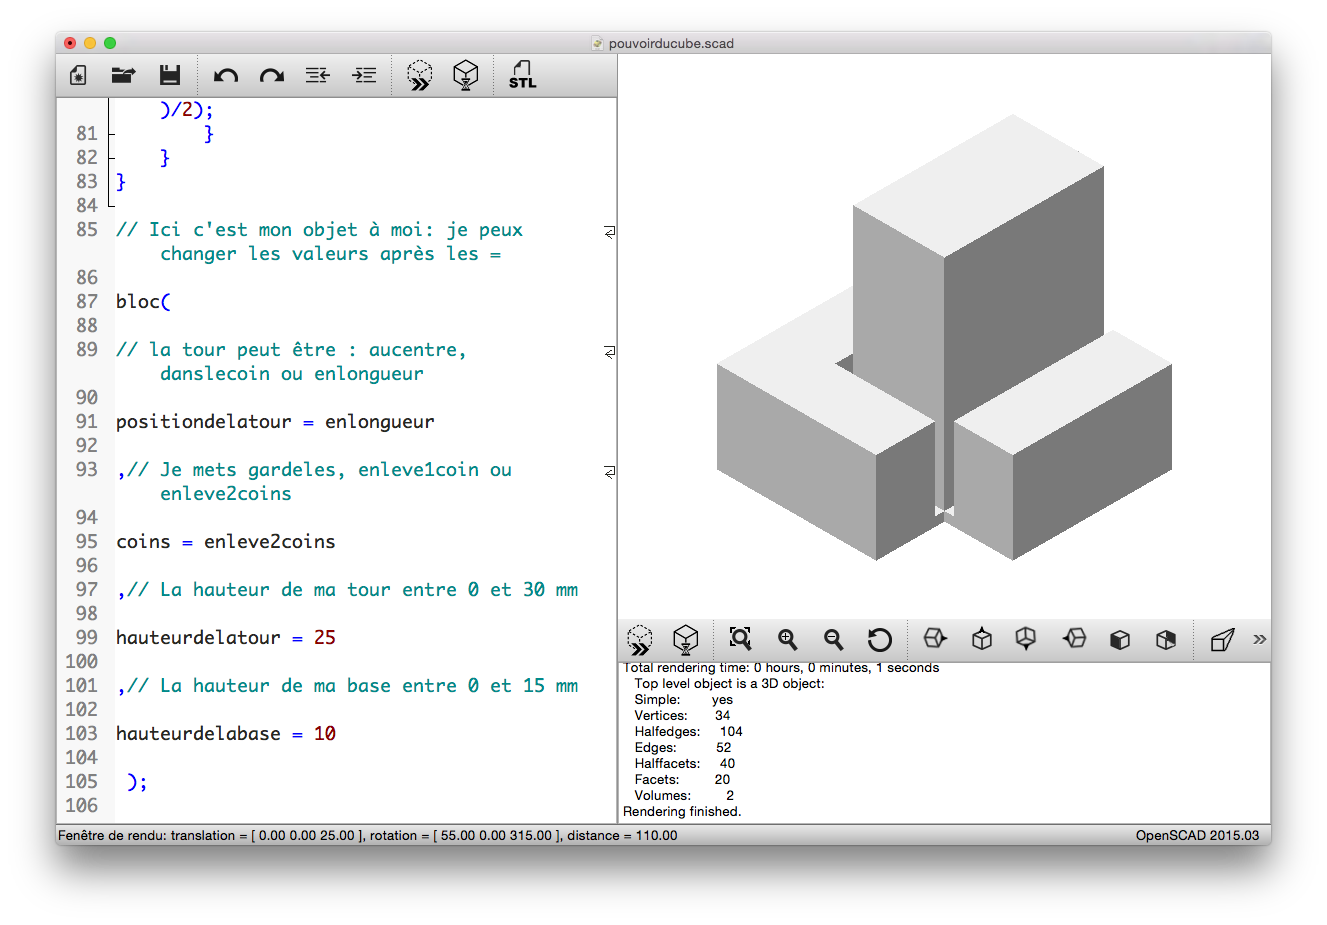 pouvoirducube.scad
STL
)/2);
81 }
82 }
83 }
84
85 // Ici c'est mon objet à moi: je peux
changer les valeurs après les =
86
87 bloc(
88
89 // la tour peut être : aucentre,
danslecoin ou enlongueur
90
91 positiondelatour = enlongueur
92
93 ,// Je mets gardeles, enleve1coin ou
enleve2coins
94
95 coins = enleve2coins
96
97 ,// La hauteur de ma tour entre 0 et 30 mm
98
99 hauteurdelatour = 25
100
101 ,// La hauteur de ma base entre 0 et 15 mm
102
103 hauteurdelabase = 10
104
105 );
106
Total rendering time: 0 hours, 0 minutes, 1 seconds
Top level object is a 3D object:
Simple: yes
Vertices: 34
Halfedges: 104
Edges: 52
Halffacets: 40
Facets: 20
Volumes: 2
Rendering finished.
Fenêtre de rendu: translation = [ 0.00 0.00 25.00 ], rotation = [ 55.00 0.00 315.00 ], distance = 110.00
OpenSCAD 2015.03